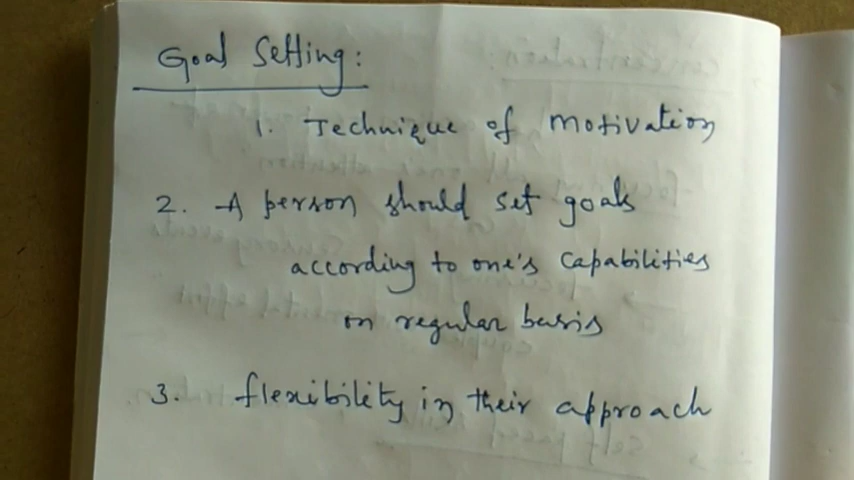 Goal Setting:
1. Technique of motivation
2. A person should set goals
according to one's capabilities
on regular basis
3. flexibility in their approach